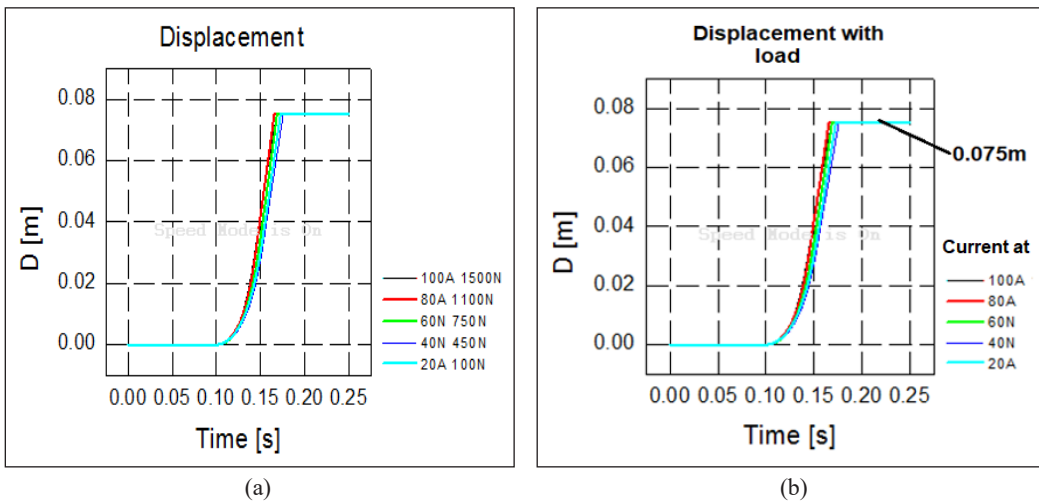 Displacement
0.08
0.06
0.04
0.02
0.00
D [m]
Speed Mode is On
100A 1500N
80A 1100N
60N 750N
40N 450N
20A 100N
0.00 0.05 0.10 0.15 0.20 0.25
Time [s]
(a)
Displacement with
load
0.08
0.06
0.04
0.02
0.00
D [m]
Speed Mode is On
0.075m
Current at
100A
80A
60N
40N
20A
0.00 0.05 0.10 0.15 0.20 0.25
Time [s]
(b)